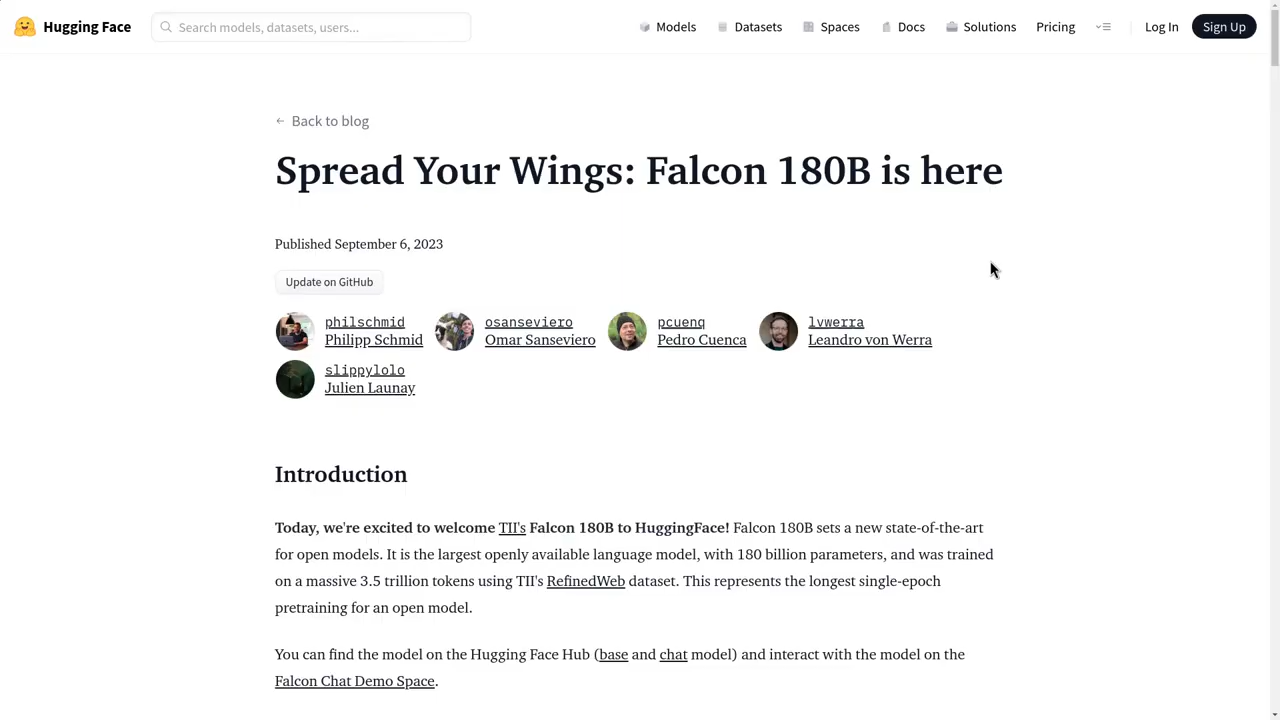 Hugging Face
Search models, datasets, users...
Models
Datasets
Spaces
Docs
Solutions
Pricing
Log In
Sign Up
← Back to blog
Spread Your Wings: Falcon 180B is here
Published September 6, 2023
Update on GitHub
philschmid
Philipp Schmid
osanseviero
Omar Sanseviero
pcuenq
Pedro Cuenca
lvwerra
Leandro von Werra
slippylolo
Julien Launay
Introduction
Today, we're excited to welcome TII's Falcon 180B to HuggingFace! Falcon 180B sets a new state-of-the-art
for open models. It is the largest openly available language model, with 180 billion parameters, and was trained
on a massive 3.5 trillion tokens using TII's RefinedWeb dataset. This represents the longest single-epoch
pretraining for an open model.
You can find the model on the Hugging Face Hub (base and chat model) and interact with the model on the
Falcon Chat Demo Space.